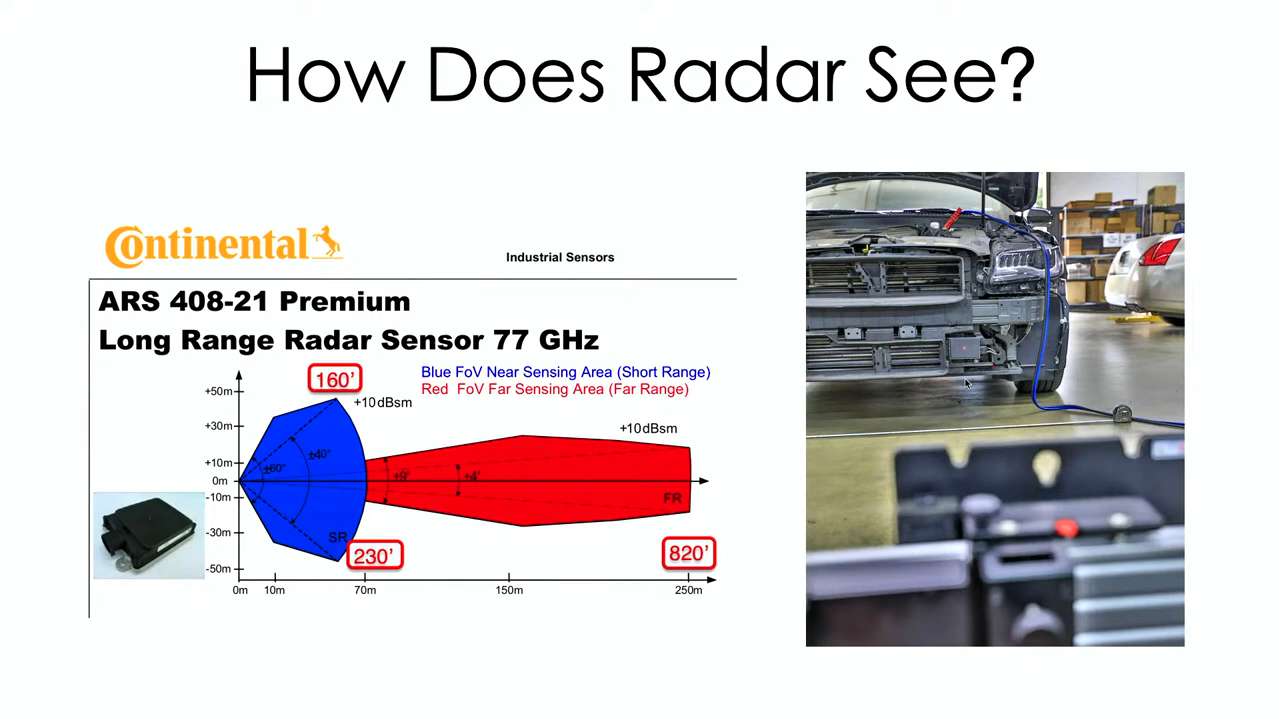 How Does Radar See?
Continental
Industrial Sensors
ARS 408-21 Premium
Long Range Radar Sensor 77 GHz
Blue FoV Near Sensing Area (Short Range)
Red FoV Far Sensing Area (Far Range)
160'
+50m
+10dBsm
+30m
+10dBsm
±40°
+10m
±60°
+9°
±4°
0m
-10m
FR
-30m
SR
230'
820'
-50m
0m 10m 70m 150m 250m